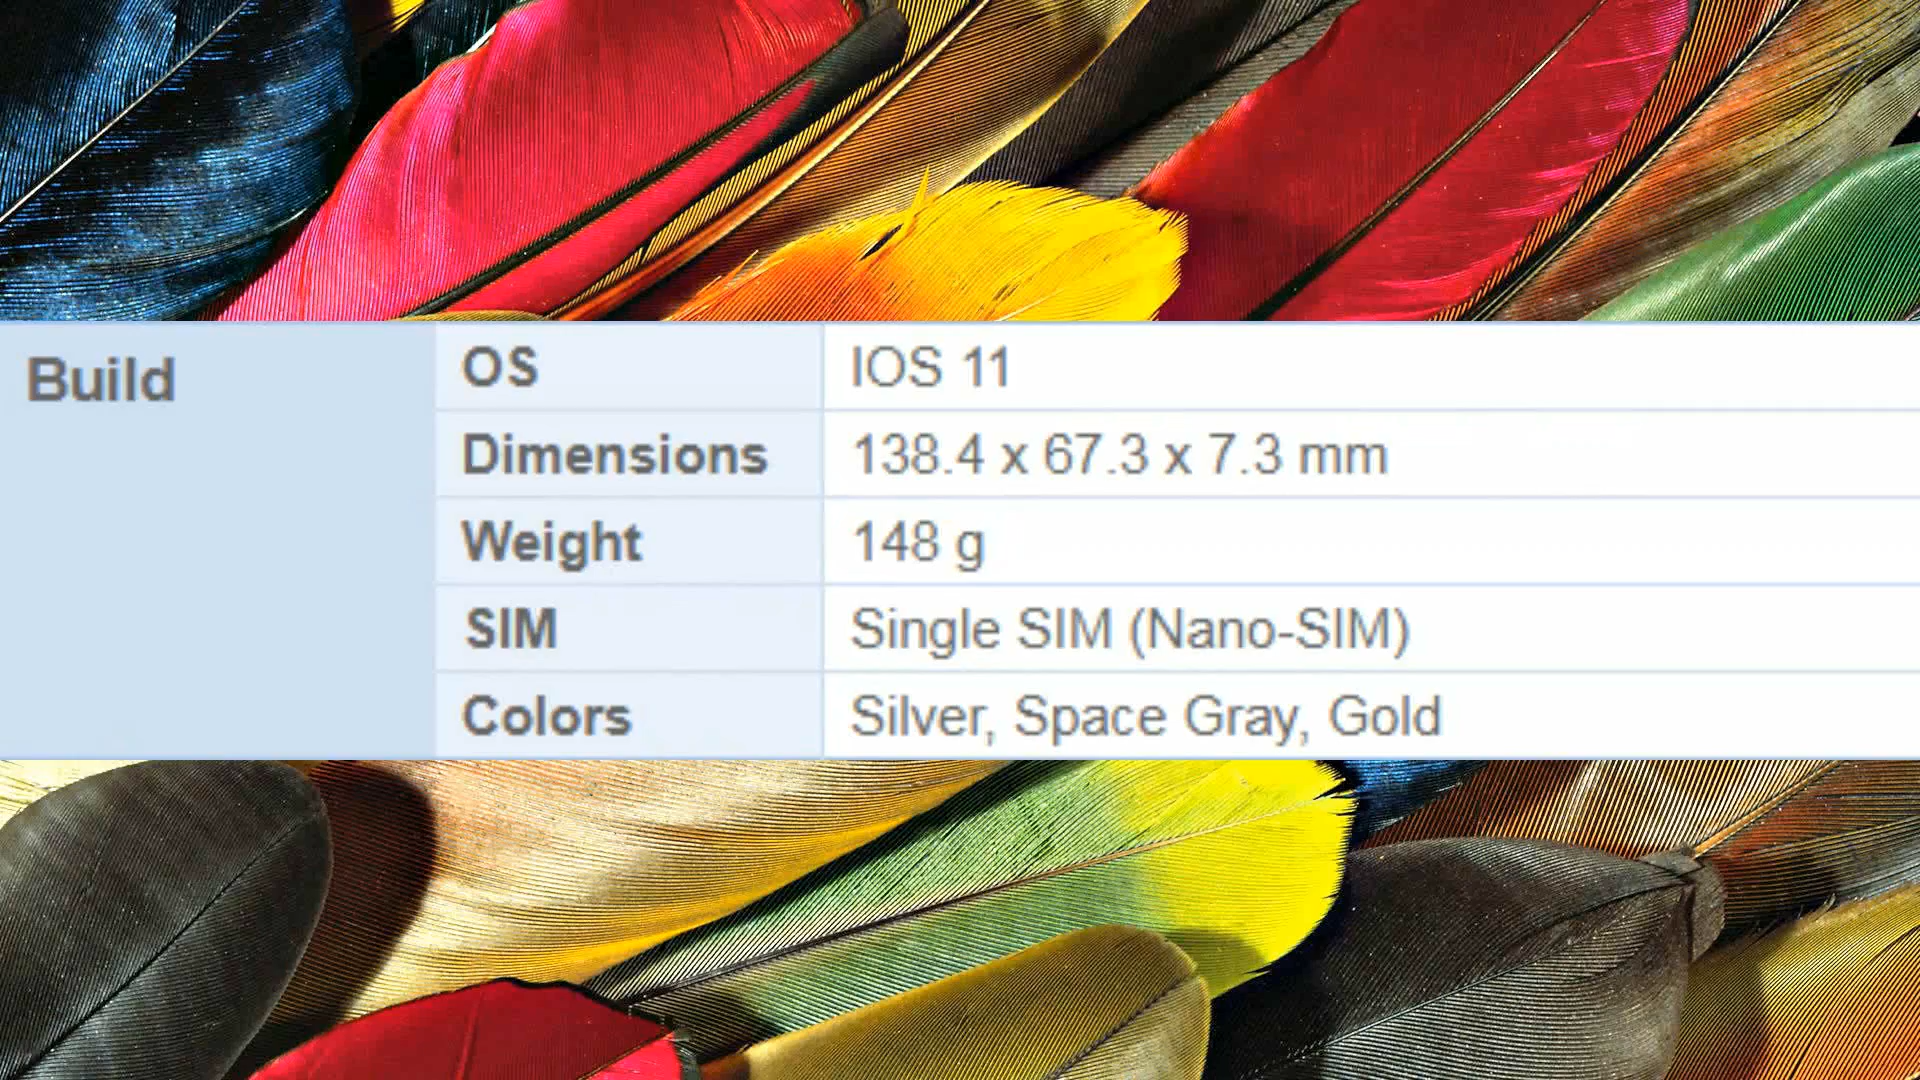 Build OS IOS 11
Dimensions 138.4 x 67.3 x 7.3 mm
Weight 148 g
SIM Single SIM (Nano-SIM)
Colors Silver, Space Gray, Gold